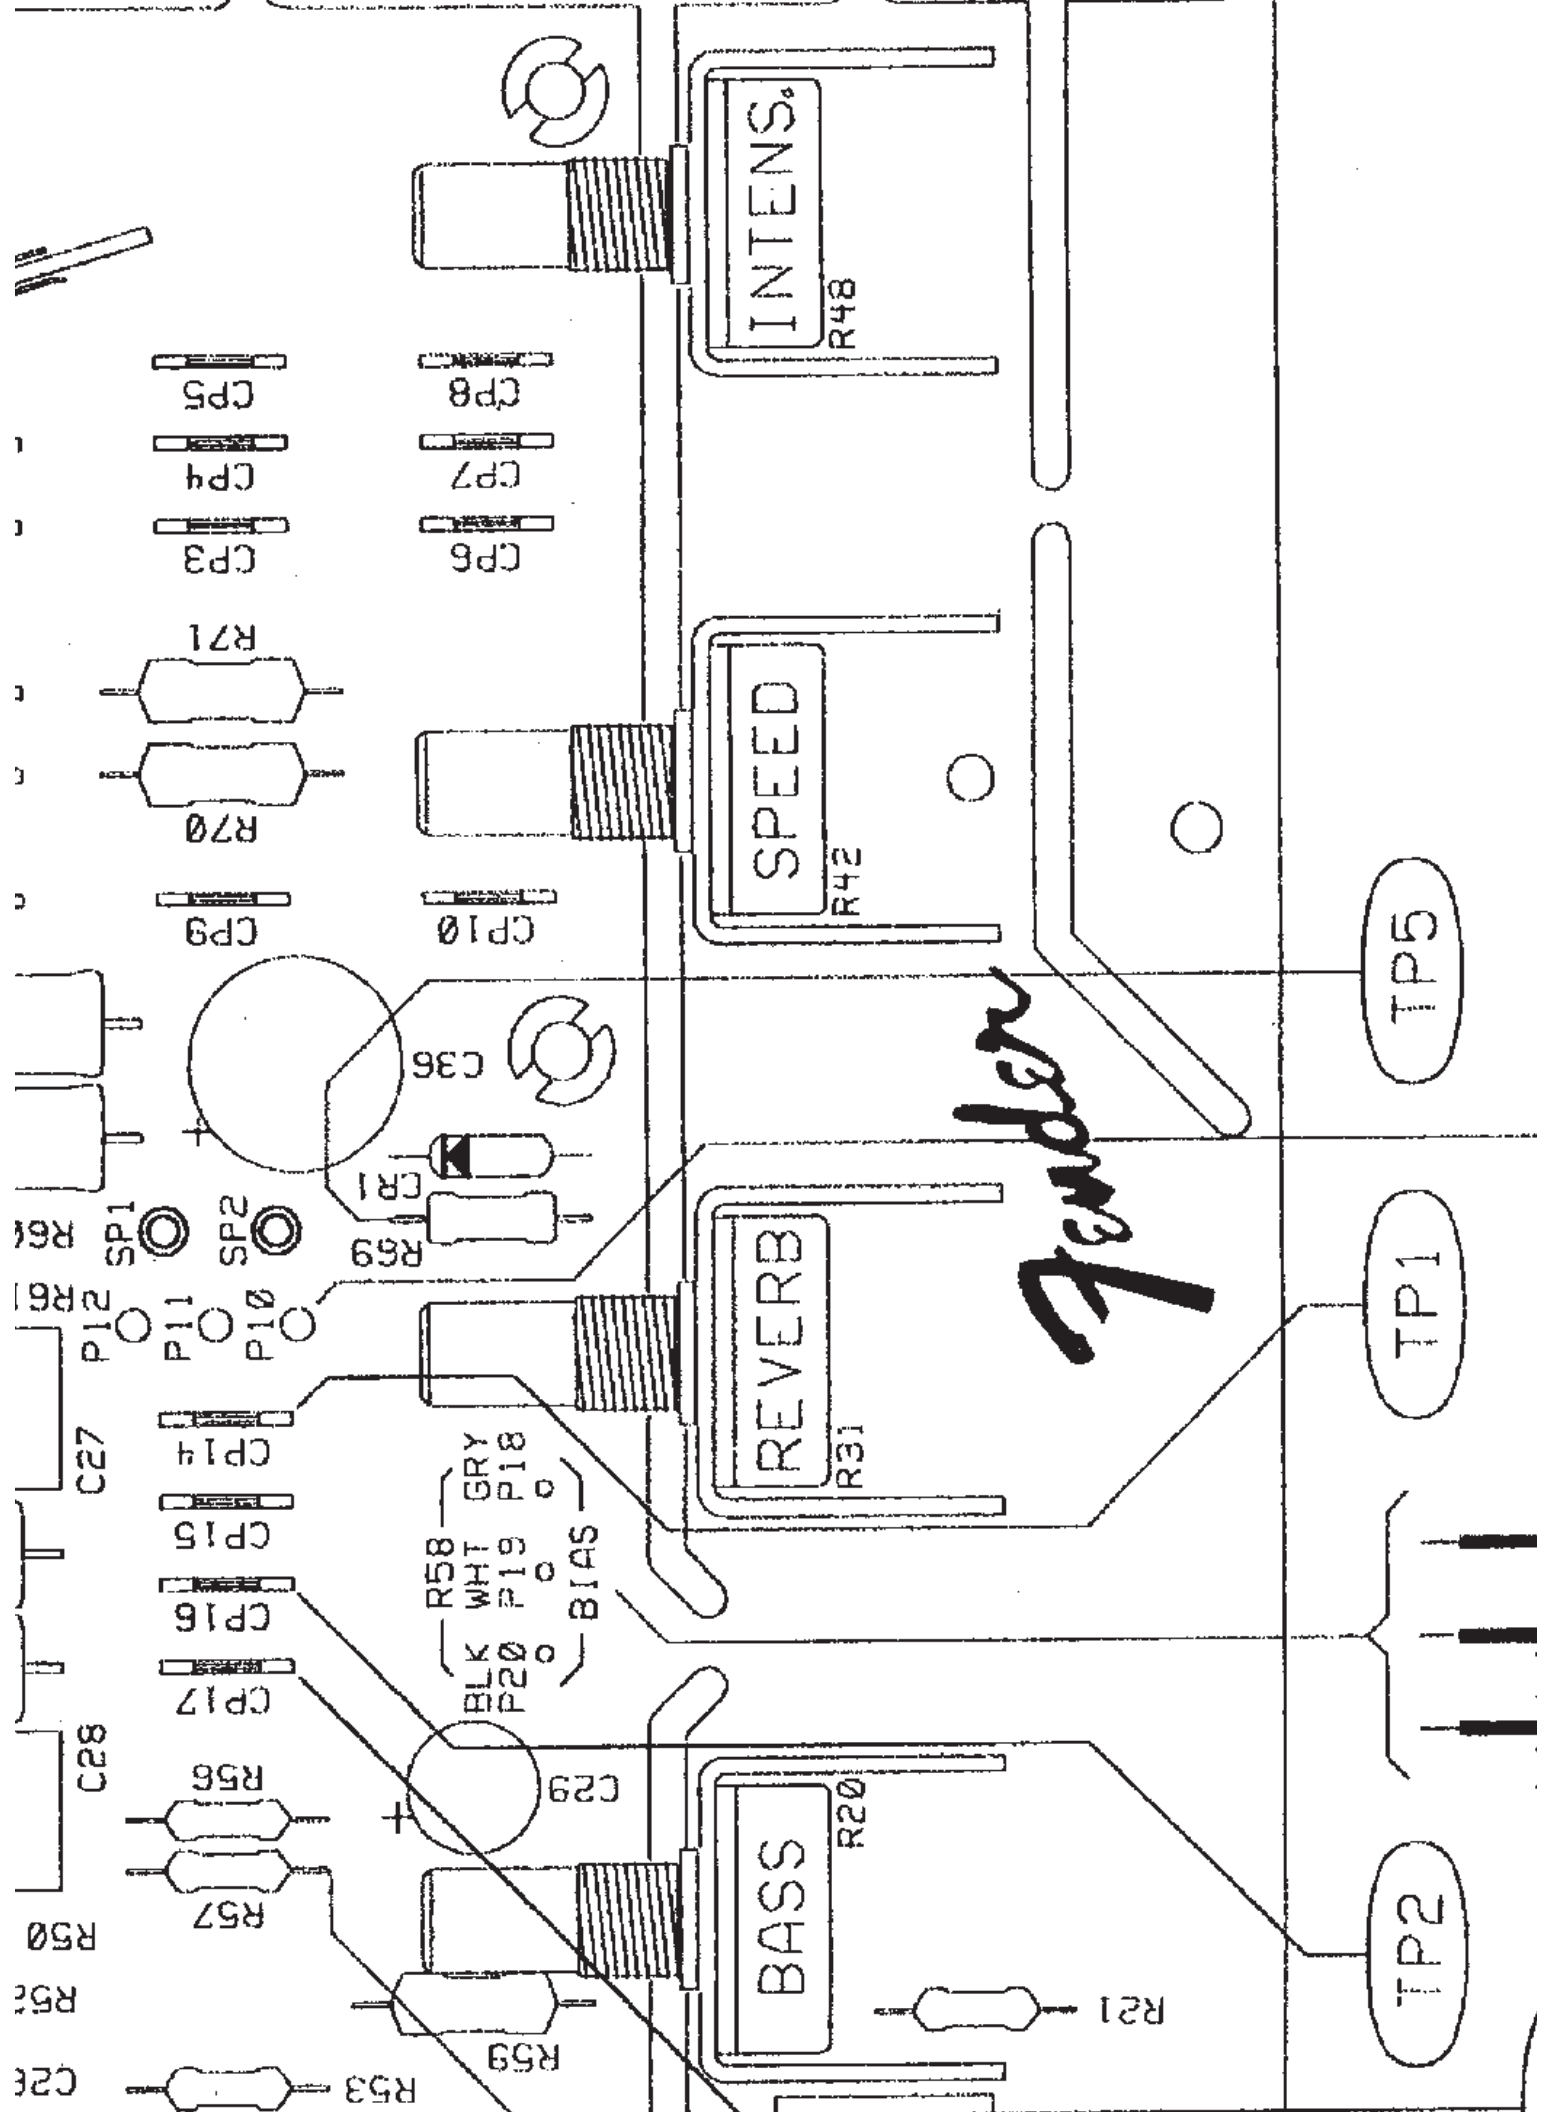 INTENS.
R48
CP5
CP8
CP4
CP7
CP3
CP6
R71
SPEED
R70
R42
CP9
CP10
TP5
C36
Fender
CR1
SP1
SP2
R69
P12
P11
P10
REVERB
R31
TP1
C27
CP14
CP15
CP16
CP17
R58
BLK WHT GRY
P20 P19 P18
BIAS
C28
R56
C29
R20
R57
BASS
TP2
R50
R59
R21
R53